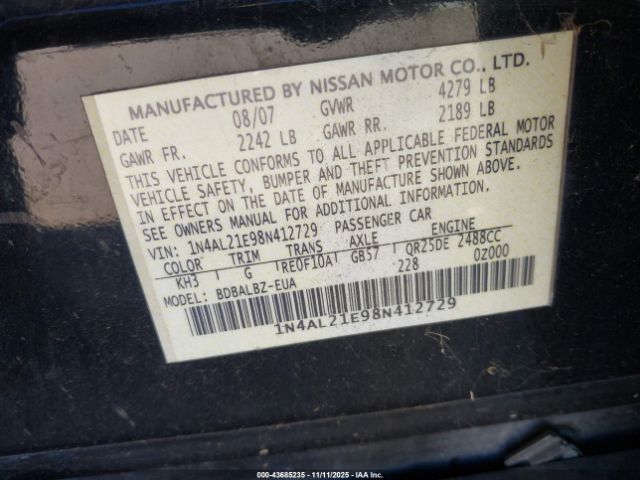 MANUFACTURED BY NISSAN MOTOR CO., LTD.
DATE 08/07 GVWR 4279 LB
GAWR FR. 2242 LB GAWR RR. 2189 LB
THIS VEHICLE CONFORMS TO ALL APPLICABLE FEDERAL MOTOR
VEHICLE SAFETY, BUMPER AND THEFT PREVENTION STANDARDS
IN EFFECT ON THE DATE OF MANUFACTURE SHOWN ABOVE.
SEE OWNERS MANUAL FOR ADDITIONAL INFORMATION.
VIN: 1N4AL21E98N412729 PASSENGER CAR
COLOR TRIM TRANS AXLE ENGINE
KH3 G RE0F10A GB57 QR25DE 2488CC
MODEL: BDBALBZ-EUA 228 0Z000
1N4AL21E98N412729
000-43685235 - 11/11/2025 - IAA Inc.